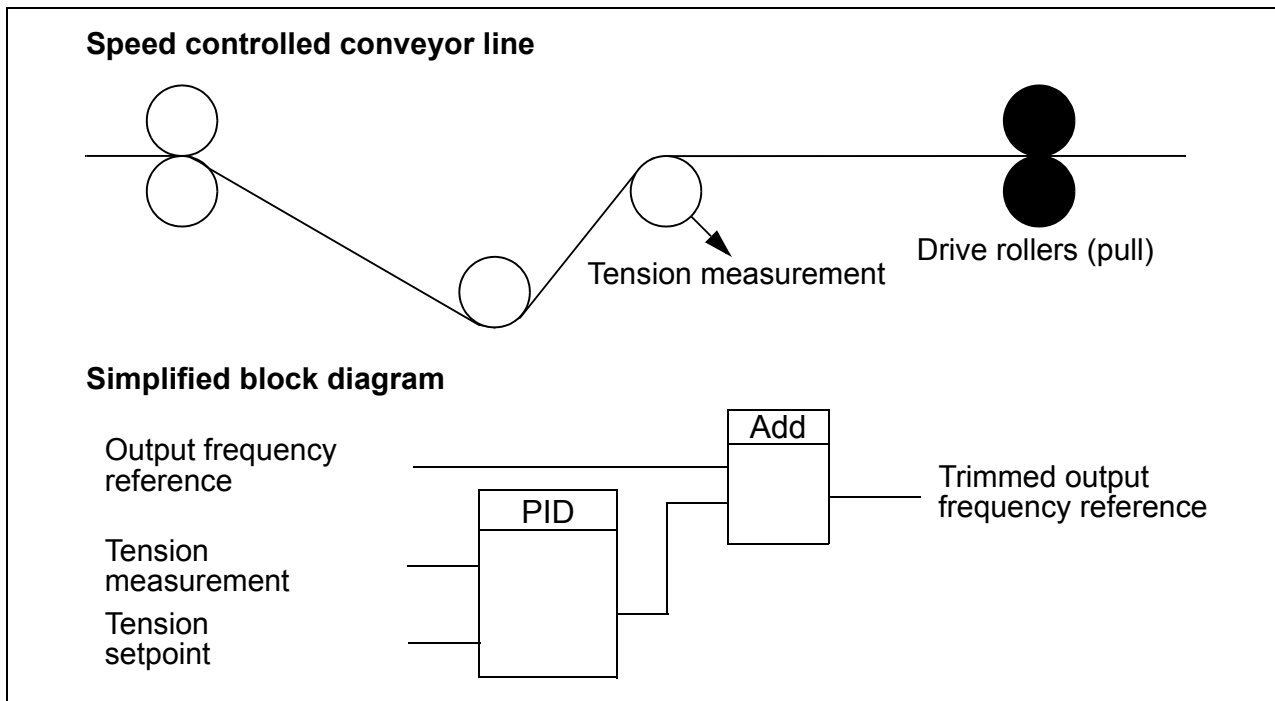 Speed controlled conveyor line
Tension measurement
Drive rollers (pull)
Simplified block diagram
Output frequency
reference
Add
Trimmed output
frequency reference
PID
Tension
measurement
Tension
setpoint